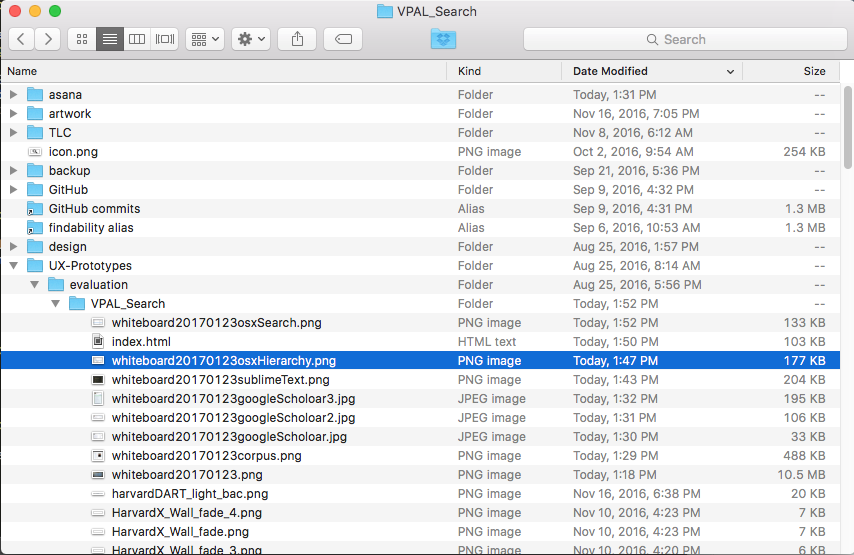 VPAL_Search
Search
Name Kind Date Modified Size
asana Folder Today, 1:31 PM --
artwork Folder Nov 16, 2016, 7:05 PM --
TLC Folder Nov 8, 2016, 6:12 AM --
icon.png PNG image Oct 2, 2016, 9:54 AM 254 KB
backup Folder Sep 21, 2016, 5:36 PM --
GitHub Folder Sep 9, 2016, 4:32 PM --
GitHub commits Alias Sep 9, 2016, 4:31 PM 1.3 MB
findability alias Alias Sep 6, 2016, 10:53 AM 1.3 MB
design Folder Aug 25, 2016, 1:57 PM --
UX-Prototypes Folder Aug 25, 2016, 8:14 AM --
evaluation Folder Aug 25, 2016, 5:56 PM --
VPAL_Search Folder Today, 1:52 PM --
whiteboard20170123osxSearch.png PNG image Today, 1:52 PM 133 KB
index.html HTML text Today, 1:50 PM 103 KB
whiteboard20170123osxHierarchy.png PNG image Today, 1:47 PM 177 KB
whiteboard20170123sublimeText.png PNG image Today, 1:43 PM 204 KB
whiteboard20170123googleScholoar3.jpg JPEG image Today, 1:32 PM 195 KB
whiteboard20170123googleScholoar2.jpg JPEG image Today, 1:31 PM 106 KB
whiteboard20170123googleScholoar.jpg JPEG image Today, 1:30 PM 33 KB
whiteboard20170123corpus.png PNG image Today, 1:29 PM 488 KB
whiteboard20170123.png PNG image Today, 1:18 PM 10.5 MB
harvardDART_light_bac.png PNG image Nov 16, 2016, 6:38 PM 20 KB
HarvardX_Wall_fade_4.png PNG image Nov 10, 2016, 4:23 PM 7 KB
HarvardX_Wall_fade.png PNG image Nov 10, 2016, 4:23 PM 7 KB
HarvardX_Wall_fade_3.png PNG image Nov 10, 2016, 4:20 PM 6 KB